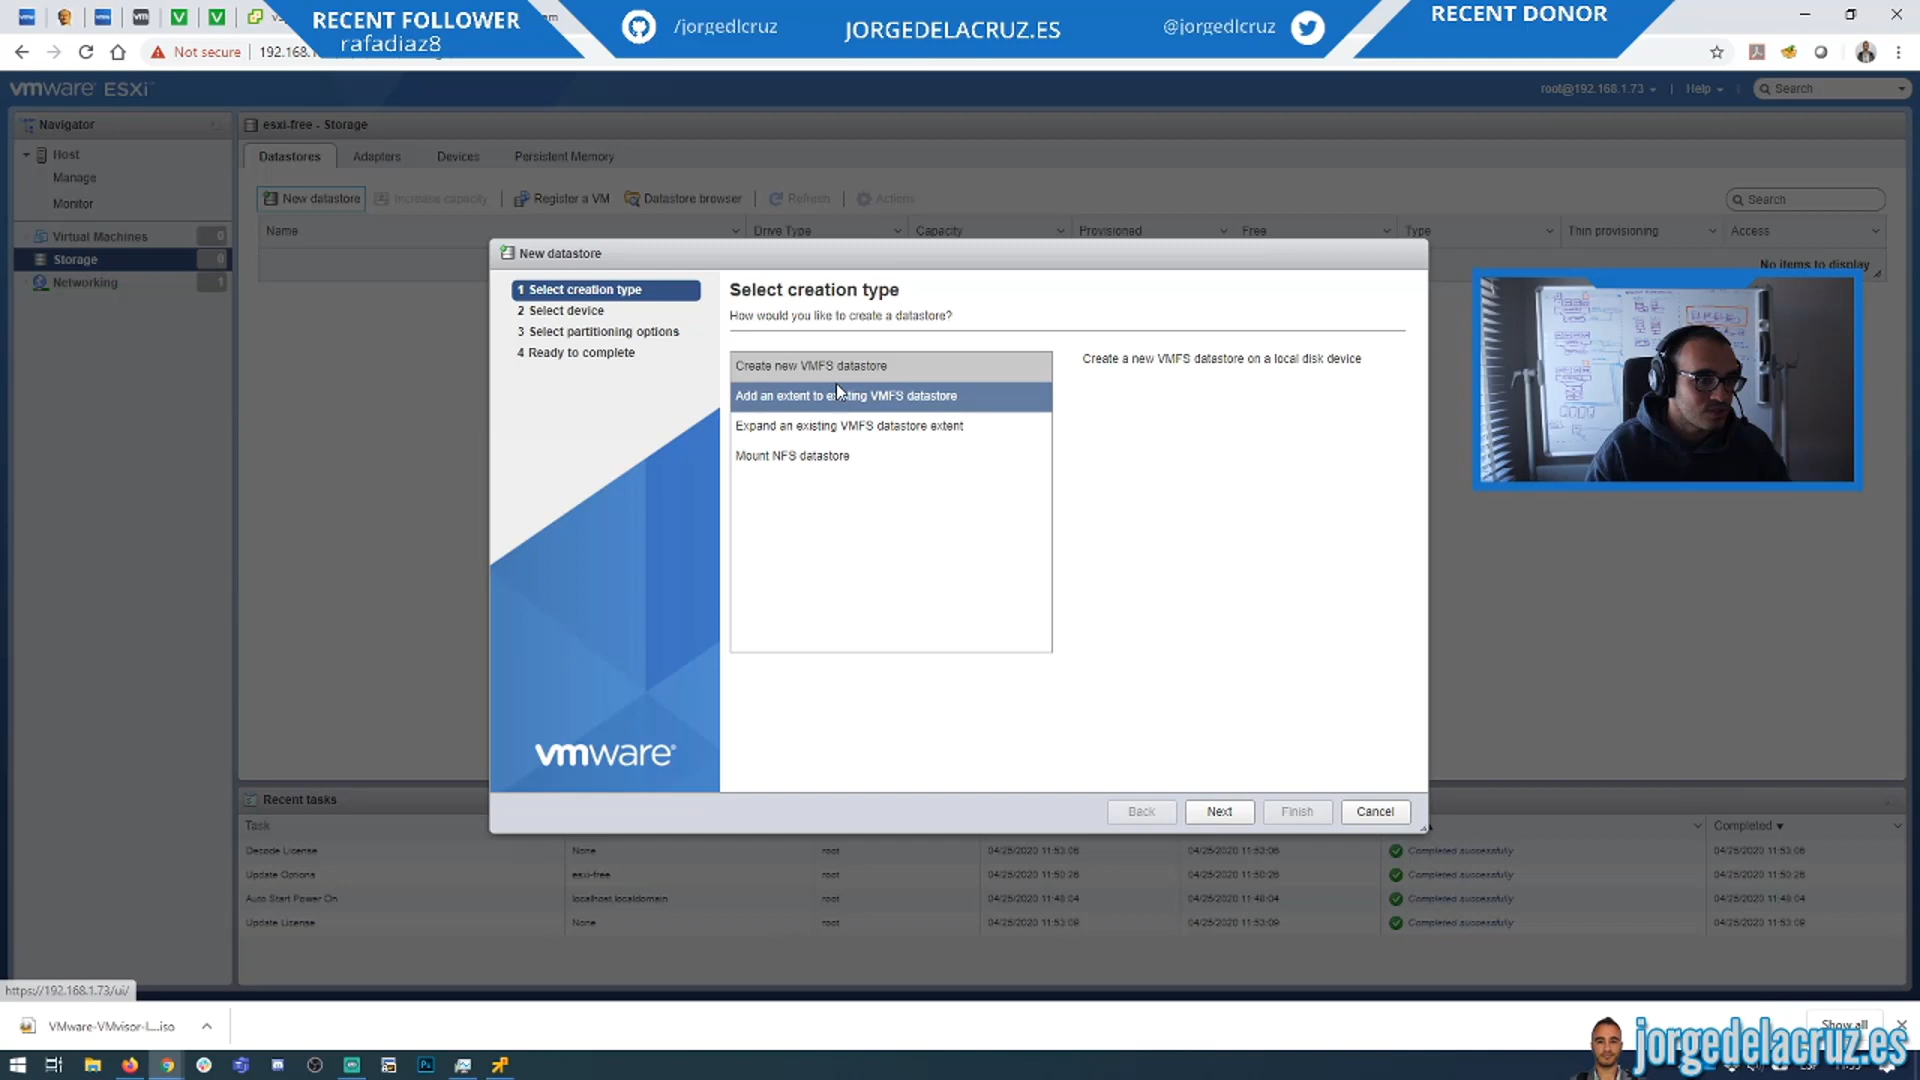 RECENT FOLLOWER
rafadiaz8
/jorgedlcruz
JORGEDELACRUZ.ES
@jorgedlcruz
RECENT DONOR
Not secure
192.168.1
vmware ESXi
root@192.168.1.73
Help
Search
Navigator
esxi-free - Storage
Host
Manage
Monitor
Virtual Machines 0
Storage 0
Networking 1
Datastores Adapters Devices Persistent Memory
New datastore Increase capacity Register a VM Datastore browser Refresh Actions
Search
Name Drive Type Capacity Provisioned Free Type Thin provisioning Access
No items to display
New datastore
1 Select creation type
2 Select device
3 Select partitioning options
4 Ready to complete
Select creation type
How would you like to create a datastore?
Create new VMFS datastore
Add an extent to existing VMFS datastore
Expand an existing VMFS datastore extent
Mount NFS datastore
Create a new VMFS datastore on a local disk device
vmware
Back Next Finish Cancel
Recent tasks
Task
Completed
Decode License None root 04/25/2020 11:53:06 04/25/2020 11:53:06 Completed successfully 04/25/2020 11:53:06
Update Options esxi-free root 04/25/2020 11:50:26 04/25/2020 11:50:26 Completed successfully 04/25/2020 11:50:26
Auto Start Power On localhost.localdomain root 04/25/2020 11:48:04 04/25/2020 11:48:04 Completed successfully 04/25/2020 11:48:04
Update License None root 04/25/2020 11:53:09 04/25/2020 11:53:09 Completed successfully 04/25/2020 11:53:09
https://192.168.1.73/ui/
VMware-VMvisor-I....iso
Show all
jorgedelacruz.es